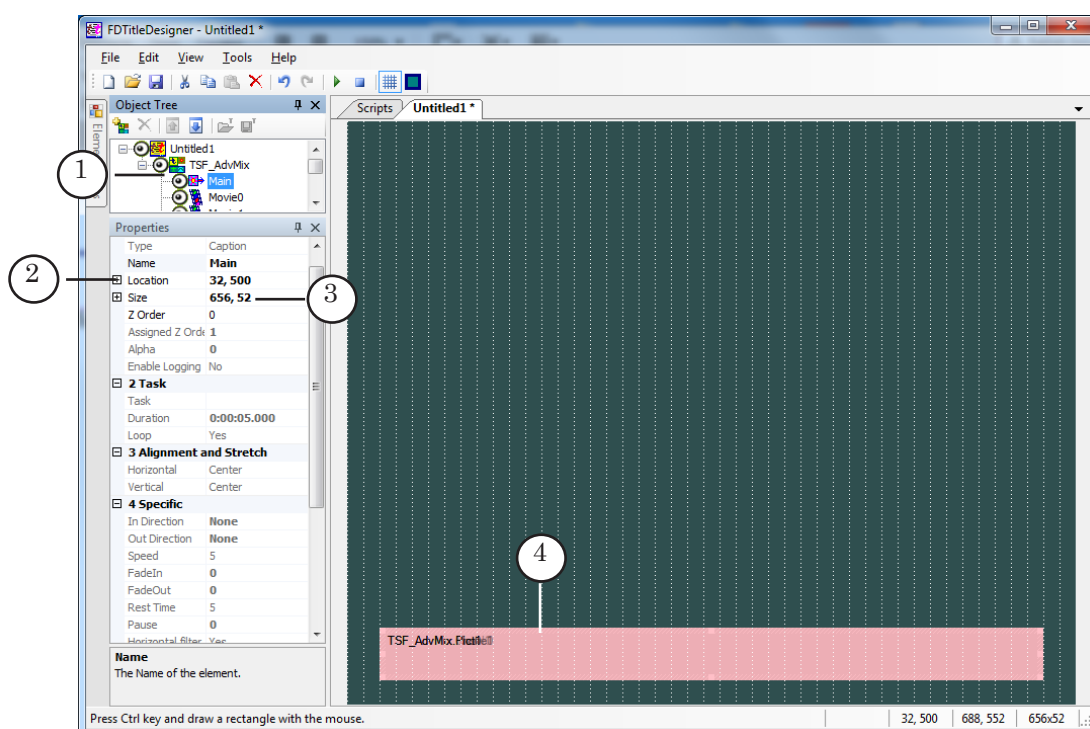 FDTitleDesigner - Untitled1 *
File Edit View Tools Help
Object Tree
Scripts Untitled1 *
Untitled1
TSF_AdvMix
1
Main
Movie0
Properties
Type Caption
Name Main
2
Location 32, 500
3
Size 656, 52
Z Order 0
Assigned Z Orde 1
Alpha 0
Enable Logging No
2 Task
Task
Duration 0:00:05.000
Loop Yes
3 Alignment and Stretch
Horizontal Center
Vertical Center
4 Specific
In Direction None
Out Direction None
4
Speed 5
FadeIn 0
FadeOut 0
Rest Time 5
Pause 0
Horizontal filter Yes
TSF_AdvMix
Name
The Name of the element.
Press Ctrl key and draw a rectangle with the mouse.
32, 500 688, 552 656x52